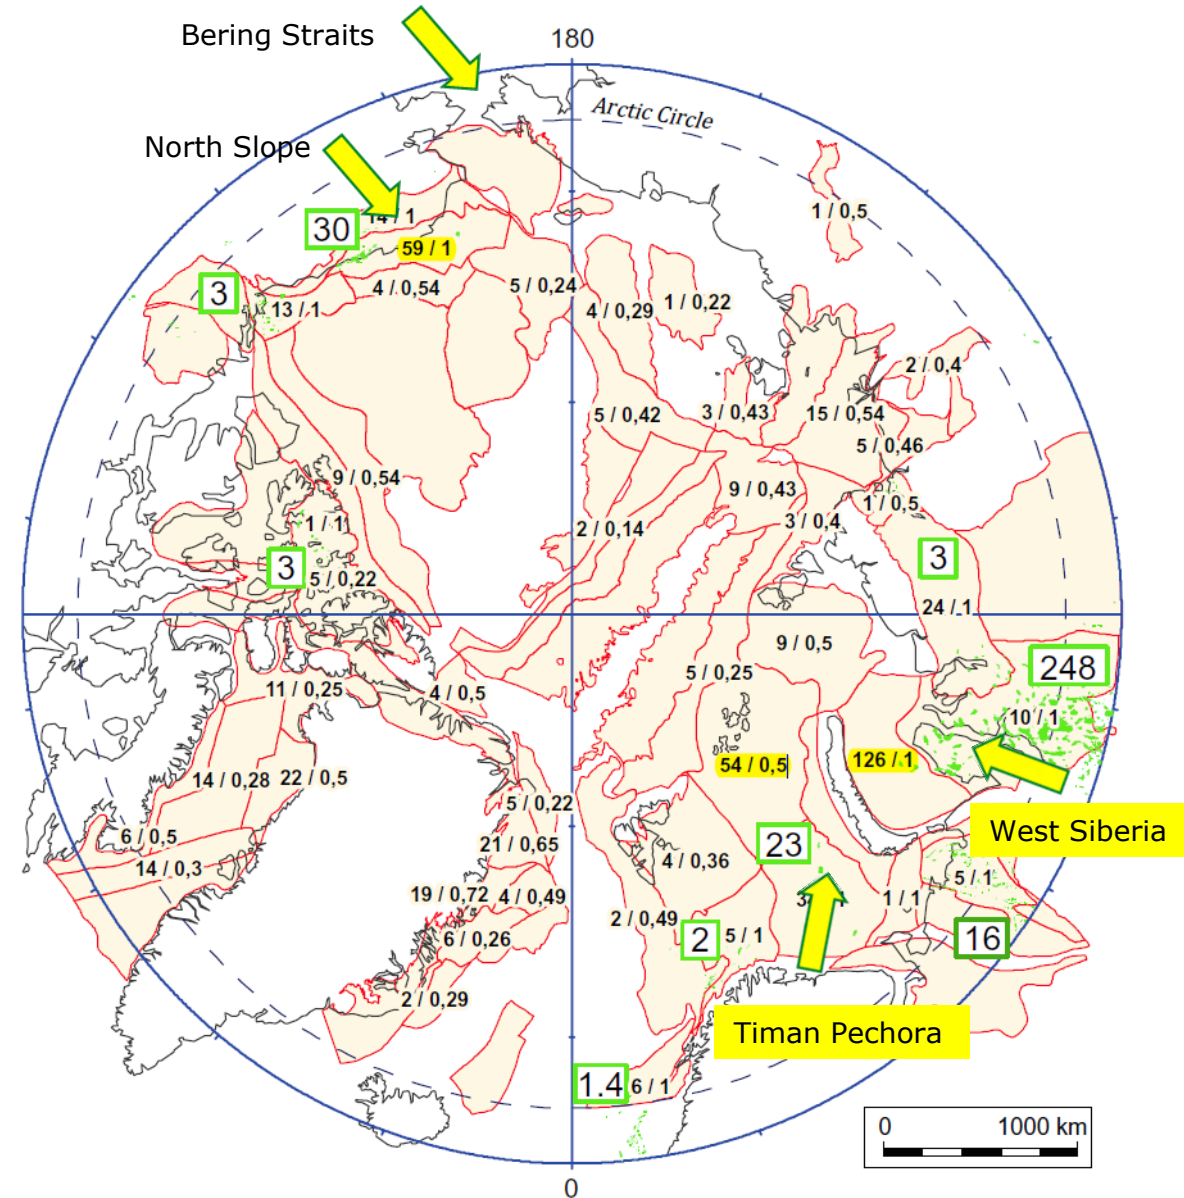 Bering Straits
180
Arctic Circle
North Slope
1 / 0,5
14 / 1
30
59 / 1
3
13 / 1
4 / 0,54
5 / 0,24
4 / 0,29
1 / 0,22
2 / 0,4
5 / 0,42
3 / 0,43
15 / 0,54
5 / 0,46
9 / 0,54
9 / 0,43
1 / 0,5
1 / 1
2 / 0,14
3 / 0,4
3
3
5 / 0,22
24 / 1
9 / 0,5
248
5 / 0,25
11 / 0,25
4 / 0,5
10 / 1
54 / 0,5
126 / 1
14 / 0,28
22 / 0,5
5 / 0,22
West Siberia
6 / 0,5
21 / 0,65
23
14 / 0,3
4 / 0,36
5 / 1
19 / 0,72
4 / 0,49
1 / 1
2 / 0,49
6 / 0,26
2
5 / 1
16
2 / 0,29
Timan Pechora
1.4
6 / 1
0
1000 km
0